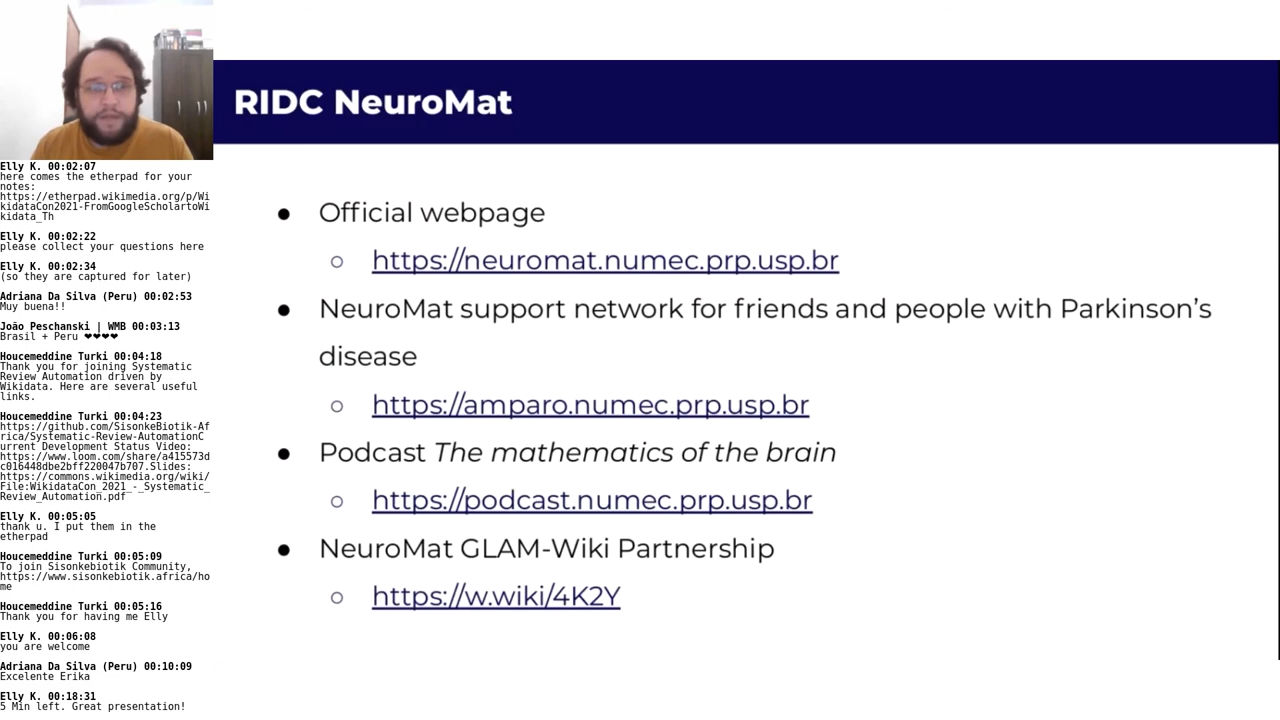 RIDC NeuroMat
● Official webpage
○ https://neuromat.numec.prp.usp.br
● NeuroMat support network for friends and people with Parkinson’s
disease
○ https://amparo.numec.prp.usp.br
● Podcast The mathematics of the brain
○ https://podcast.numec.prp.usp.br
● NeuroMat GLAM-Wiki Partnership
○ https://w.wiki/4K2Y
Elly K. 00:02:07
here comes the etherpad for your
notes:
https://etherpad.wikimedia.org/p/Wi
kidataCon2021-FromGoogleScholartoWi
kidata_Th
Elly K. 00:02:22
please collect your questions here
Elly K. 00:02:34
(so they are captured for later)
Adriana Da Silva (Peru) 00:02:53
Muy buena!!
João Peschanski | WMB 00:03:13
Brasil + Peru ❤❤❤❤
Houcemeddine Turki 00:04:18
Thank you for joining Systematic
Review Automation driven by
Wikidata. Here are several useful
links.
Houcemeddine Turki 00:04:23
https://github.com/SisonkeBiotik-Af
rica/Systematic-Review-AutomationC
urrent Development Status Video:
https://www.loom.com/share/a415573d
c016448dbe2bff220047b707.Slides:
https://commons.wikimedia.org/wiki/
File:WikidataCon_2021_-_Systematic_
Review_Automation.pdf
Elly K. 00:05:05
thank u. I put them in the
etherpad
Houcemeddine Turki 00:05:09
To join Sisonkebiotik Community,
https://www.sisonkebiotik.africa/ho
me
Houcemeddine Turki 00:05:16
Thank you for having me Elly
Elly K. 00:06:08
you are welcome
Adriana Da Silva (Peru) 00:10:09
Excelente Erika
Elly K. 00:18:31
5 Min left. Great presentation!